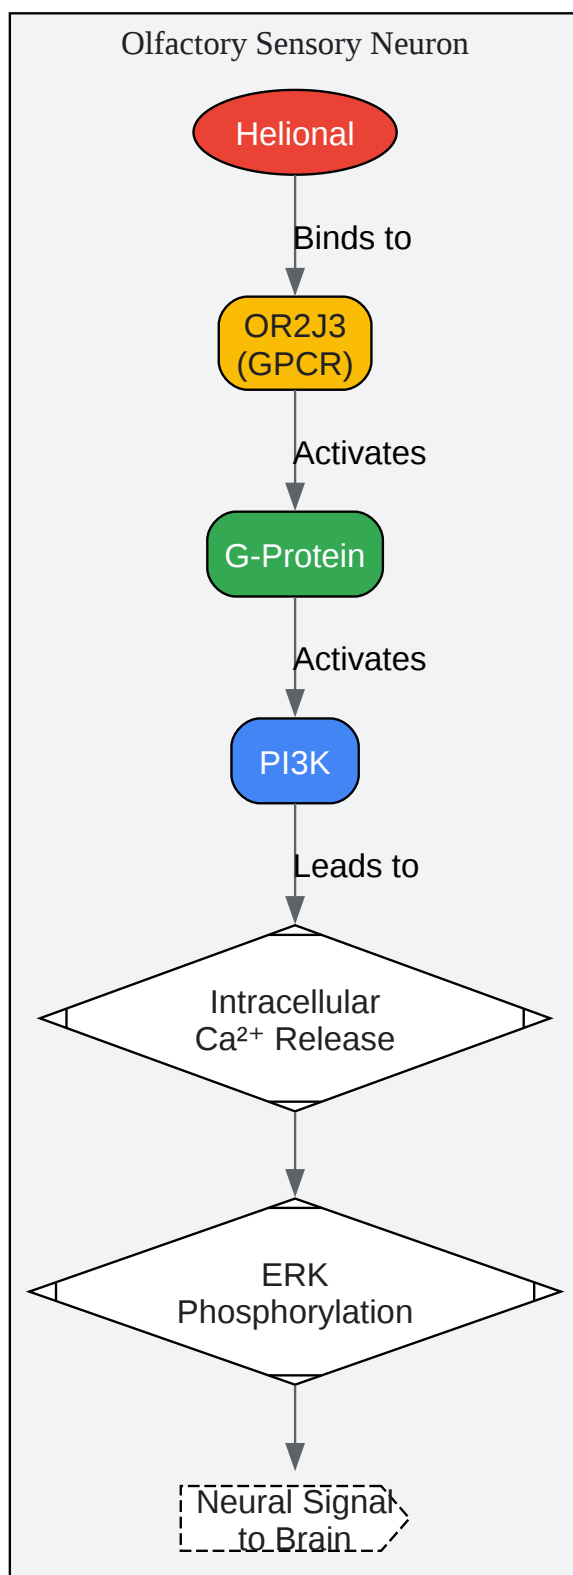 Olfactory Sensory Neuron
Helional
Binds to
OR2J3
(GPCR)
Activates
G-Protein
Activates
PI3K
Leads to
Intracellular
Ca²⁺ Release
ERK
Phosphorylation
Neural Signal
to Brain